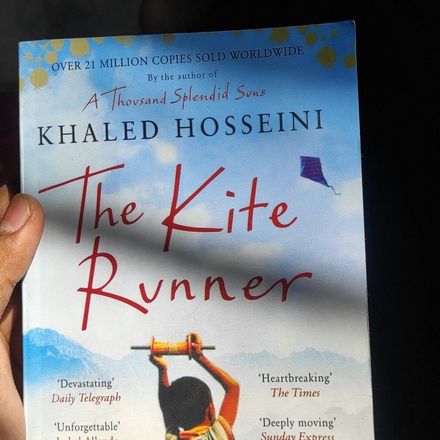 OVER 21 MILLION COPIES SOLD WORLDWIDE
By the author of
A Thousand Splendid Suns
KHALED HOSSEINI
The Kite
Runner
‘Devastating’
Daily Telegraph
‘Heartbreaking’
The Times
‘Unforgettable’
‘Deeply moving’
Sunday Express